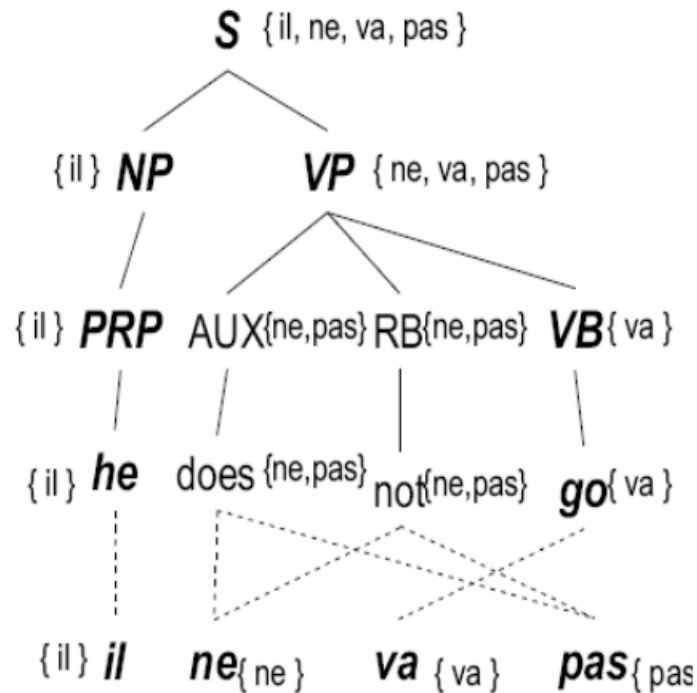 S { il, ne, va, pas }
{ il } NP VP { ne, va, pas }
{ il } PRP AUX{ne,pas} RB{ne,pas} VB{ va }
{ il } he does {ne,pas} not{ne,pas} go{ va }
{ il } il ne{ ne } va { va } pas{ pas